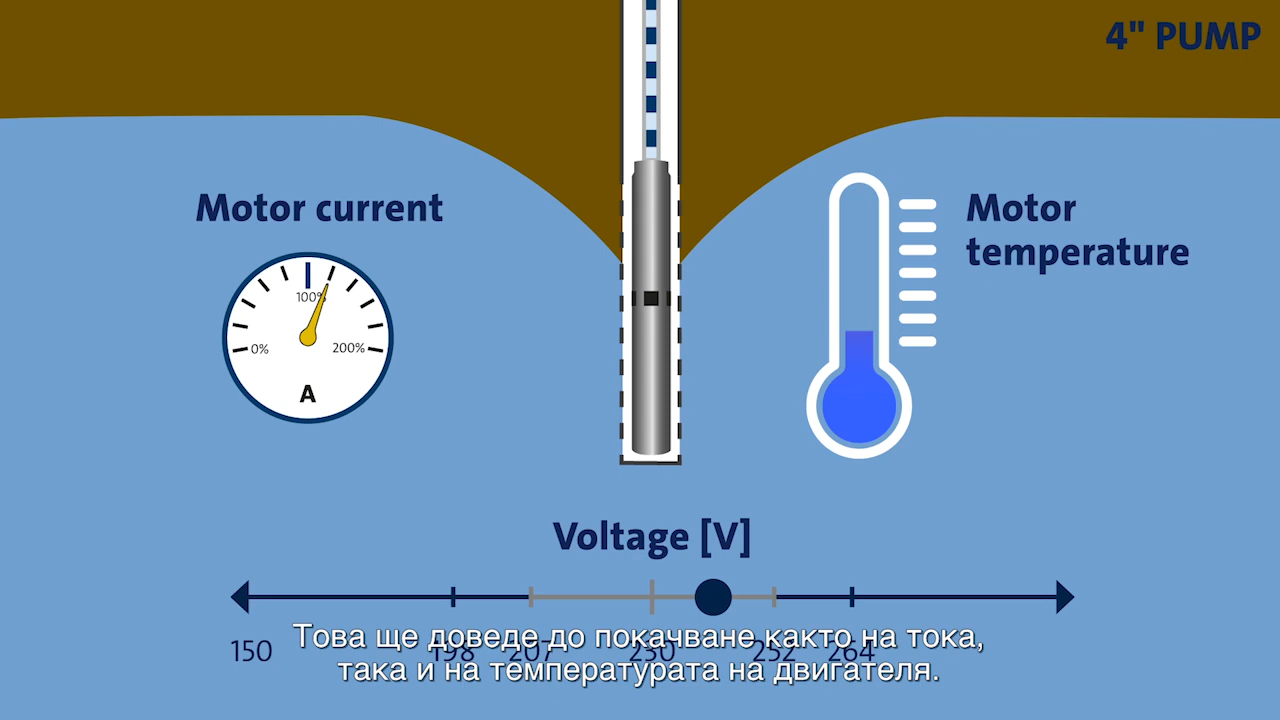 4" PUMP
Motor current
Motor
temperature
100%
0%
200%
A
Voltage [V]
150 198 207 230 252 264
Това ще доведе до покачване както на тока,
така и на температурата на двигателя.